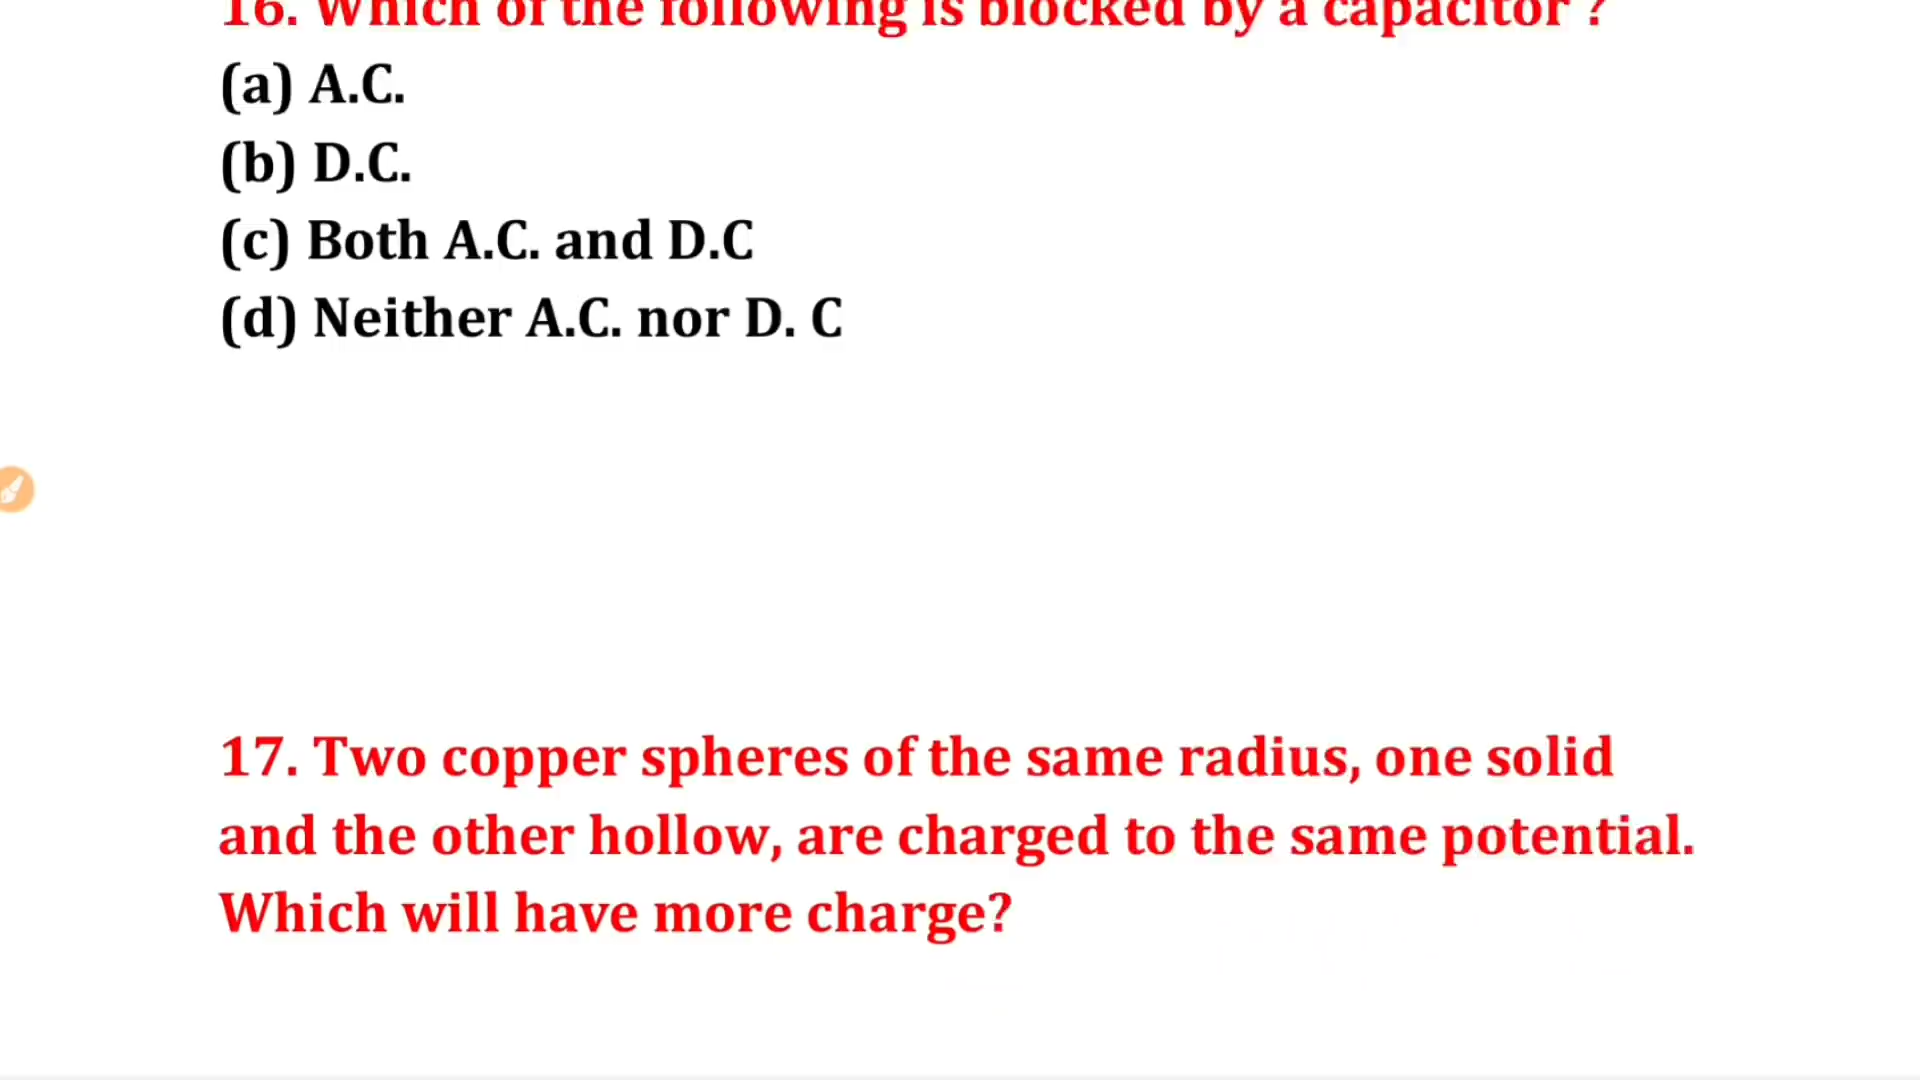 16. Which of the following is blocked by a capacitor ?
(a) A.C.
(b) D.C.
(c) Both A.C. and D.C
(d) Neither A.C. nor D. C
17. Two copper spheres of the same radius, one solid
and the other hollow, are charged to the same potential.
Which will have more charge?